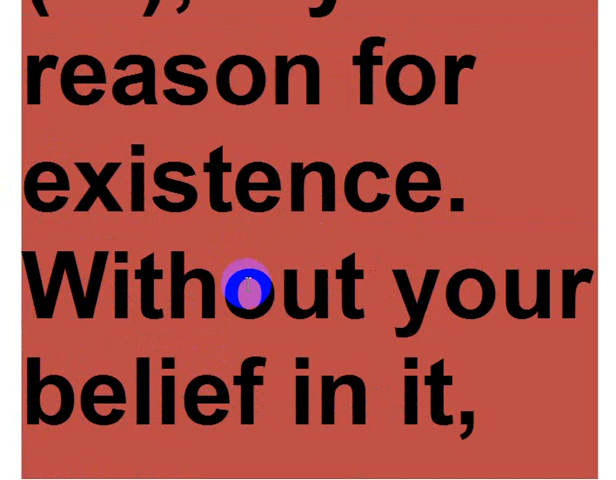 reason for
existence.
Without your
belief in it,